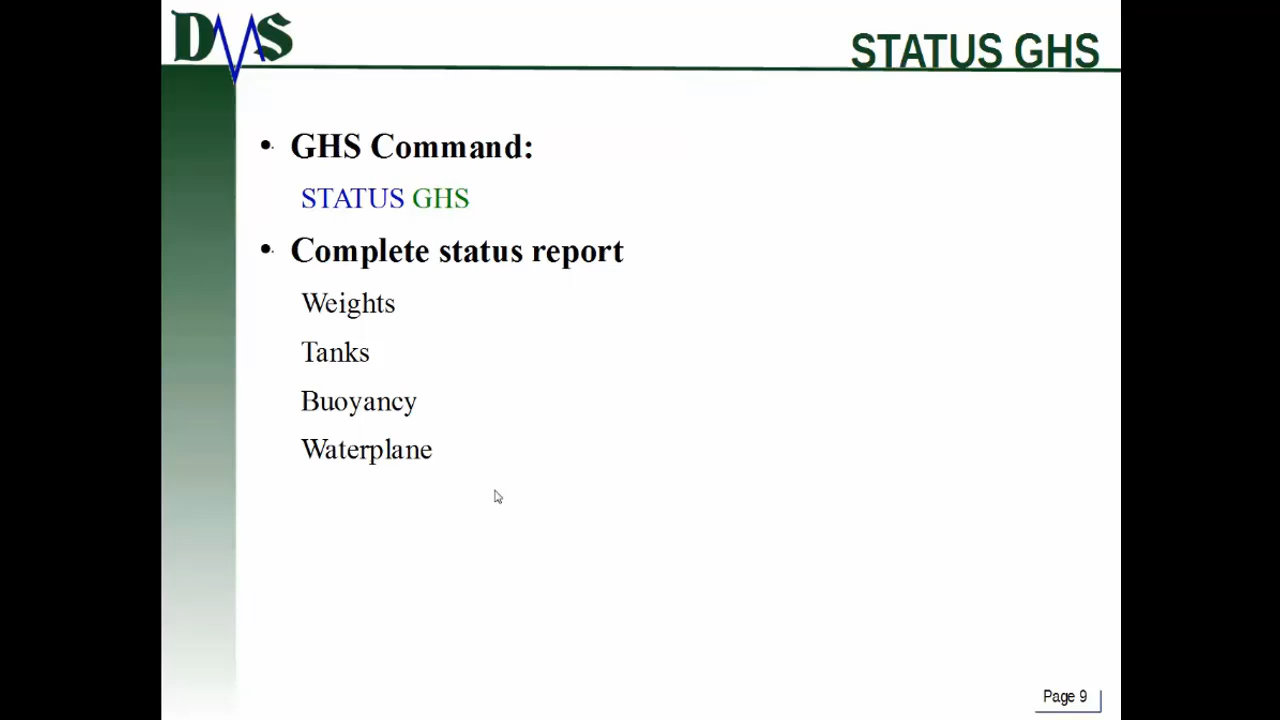 DMS
STATUS GHS
• GHS Command:
STATUS GHS
• Complete status report
Weights
Tanks
Buoyancy
Waterplane
Page 9